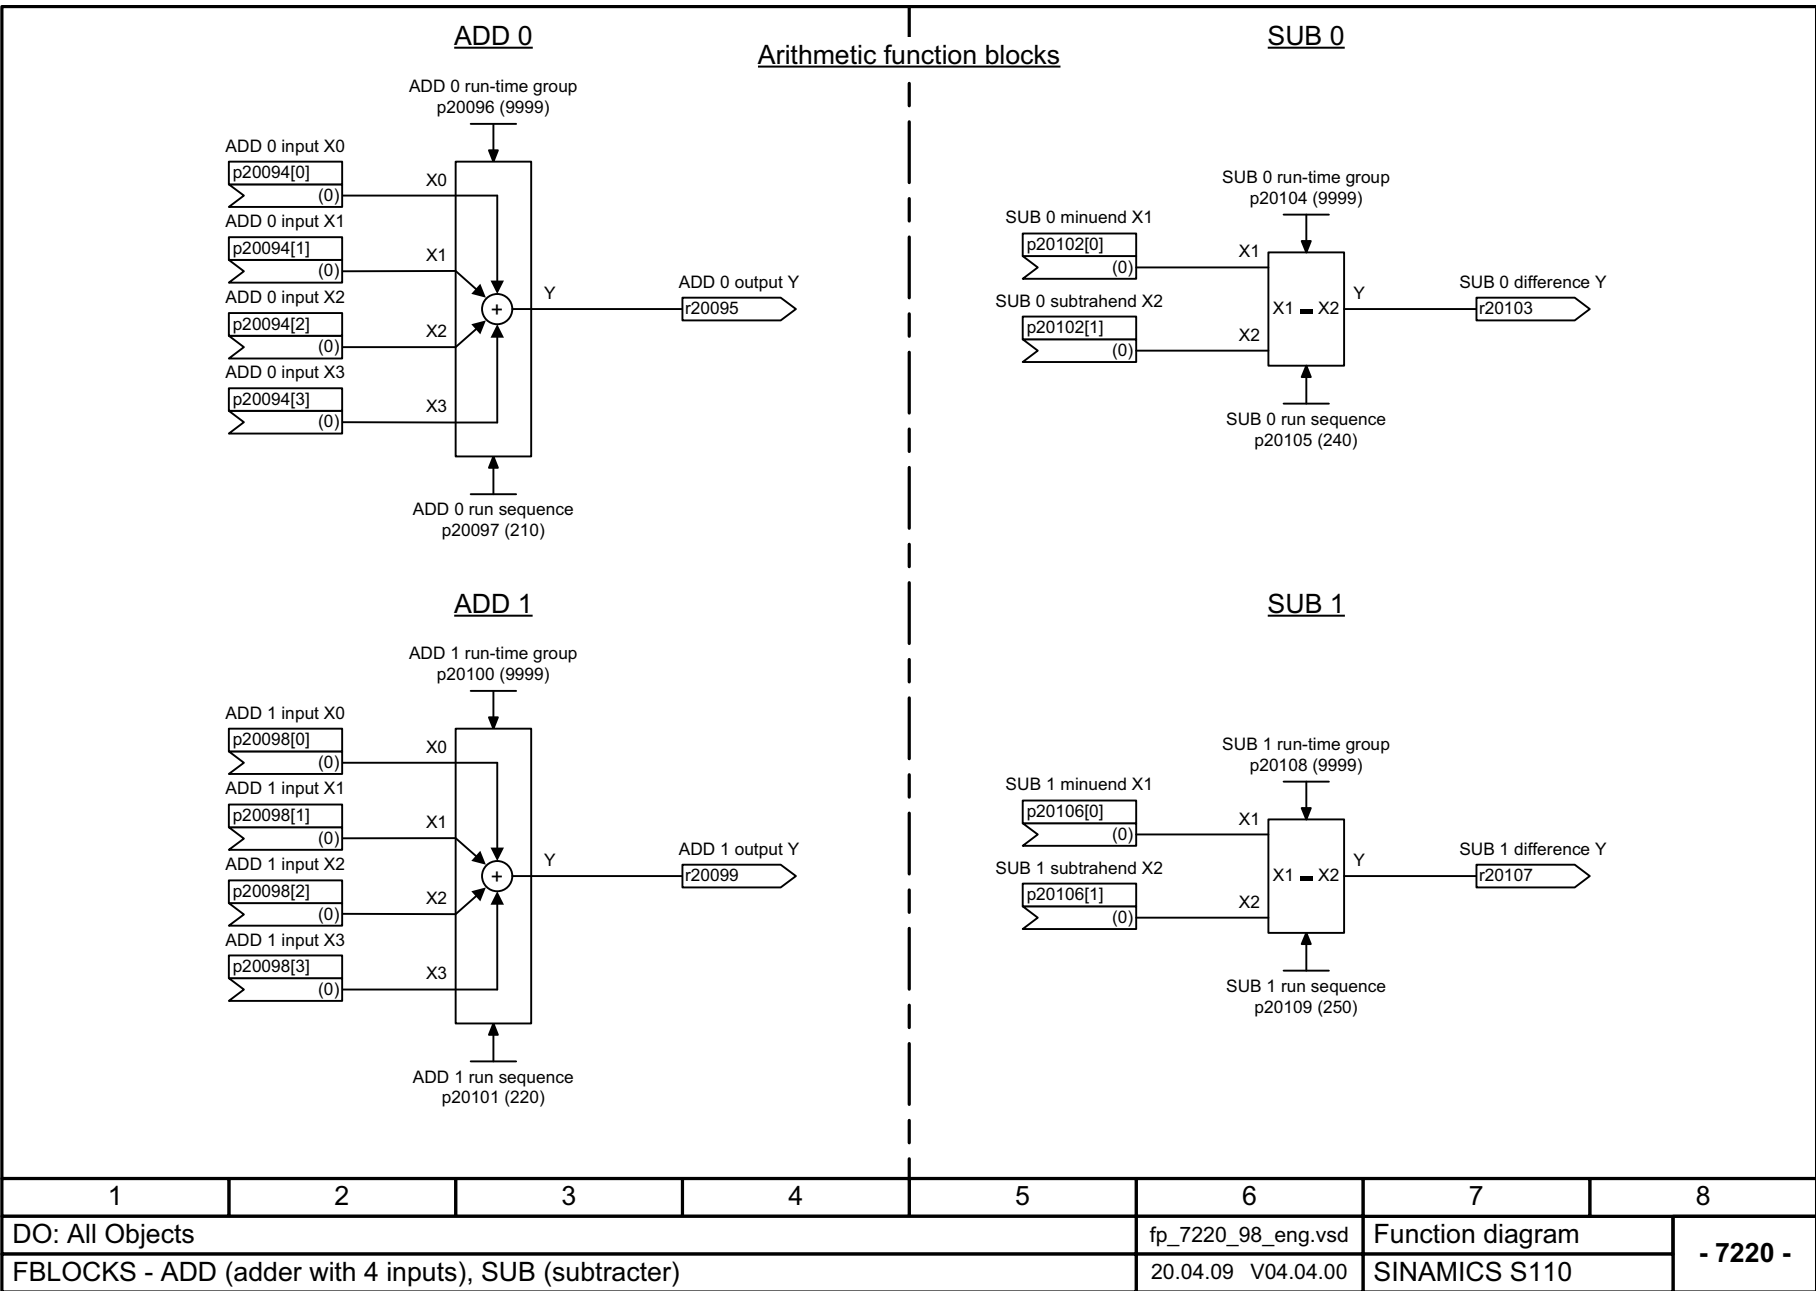 Arithmetic function blocks
ADD 0
ADD 0 run-time group
p20096 (9999)
ADD 0 input X0
p20094[0]
(0)
X0
ADD 0 input X1
p20094[1]
(0)
X1
ADD 0 input X2
p20094[2]
(0)
X2
ADD 0 input X3
p20094[3]
(0)
X3
+
Y
ADD 0 output Y
r20095
ADD 0 run sequence
p20097 (210)
ADD 1
ADD 1 run-time group
p20100 (9999)
ADD 1 input X0
p20098[0]
(0)
X0
ADD 1 input X1
p20098[1]
(0)
X1
ADD 1 input X2
p20098[2]
(0)
X2
ADD 1 input X3
p20098[3]
(0)
X3
+
Y
ADD 1 output Y
r20099
ADD 1 run sequence
p20101 (220)
SUB 0
SUB 0 run-time group
p20104 (9999)
SUB 0 minuend X1
p20102[0]
(0)
X1
SUB 0 subtrahend X2
p20102[1]
(0)
X2
X1 - X2
Y
SUB 0 difference Y
r20103
SUB 0 run sequence
p20105 (240)
SUB 1
SUB 1 run-time group
p20108 (9999)
SUB 1 minuend X1
p20106[0]
(0)
X1
SUB 1 subtrahend X2
p20106[1]
(0)
X2
X1 - X2
Y
SUB 1 difference Y
r20107
SUB 1 run sequence
p20109 (250)
1 2 3 4 5 6 7 8
DO: All Objects
fp_7220_98_eng.vsd
Function diagram
- 7220 -
FBLOCKS - ADD (adder with 4 inputs), SUB (subtracter)
20.04.09 V04.04.00
SINAMICS S110